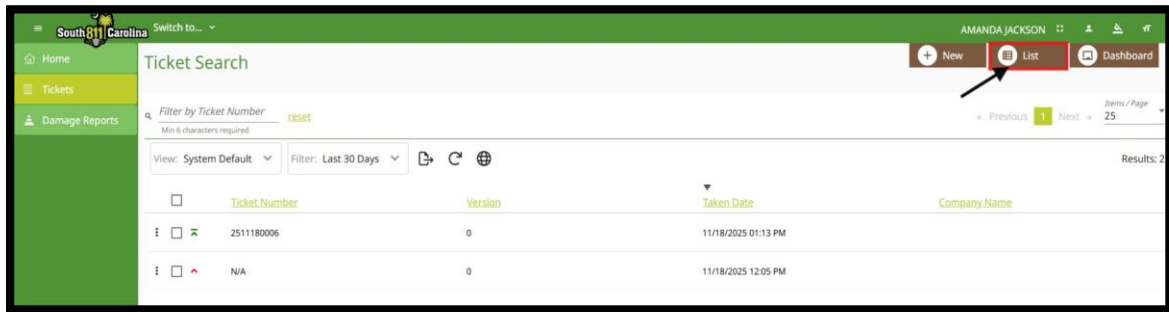 South 811 Carolina Switch to... AMANDA JACKSON
Home
Tickets
Damage Reports
Ticket Search
New List Dashboard
Filter by Ticket Number reset
Min 6 characters required
« Previous 1 Next » Items / Page 25
View: System Default Filter: Last 30 Days Results: 2
Ticket Number Version Taken Date Company Name
2511180006 0 11/18/2025 01:13 PM
N/A 0 11/18/2025 12:05 PM